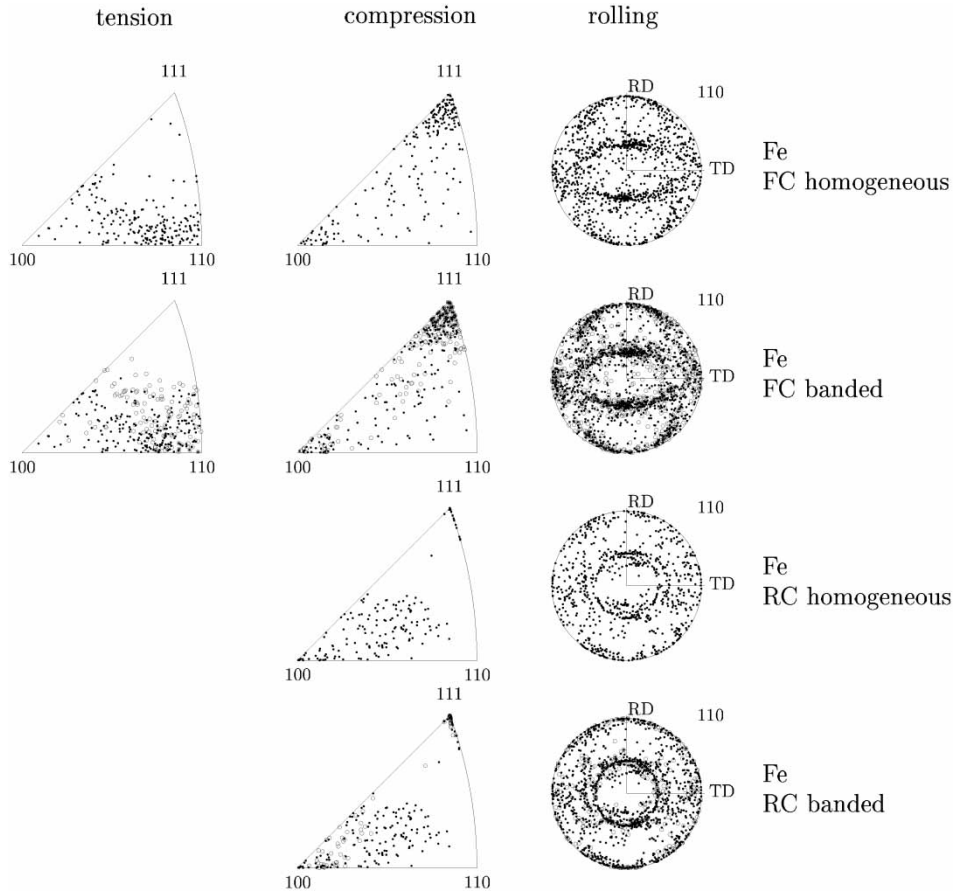 tension compression rolling
111 111 RD 110
TD
Fe
FC homogeneous
100 110 100 110
111 111 RD 110
TD
Fe
FC banded
100 110 100 110
111 RD 110
TD
Fe
RC homogeneous
100 110
111 RD 110
TD
Fe
RC banded
100 110